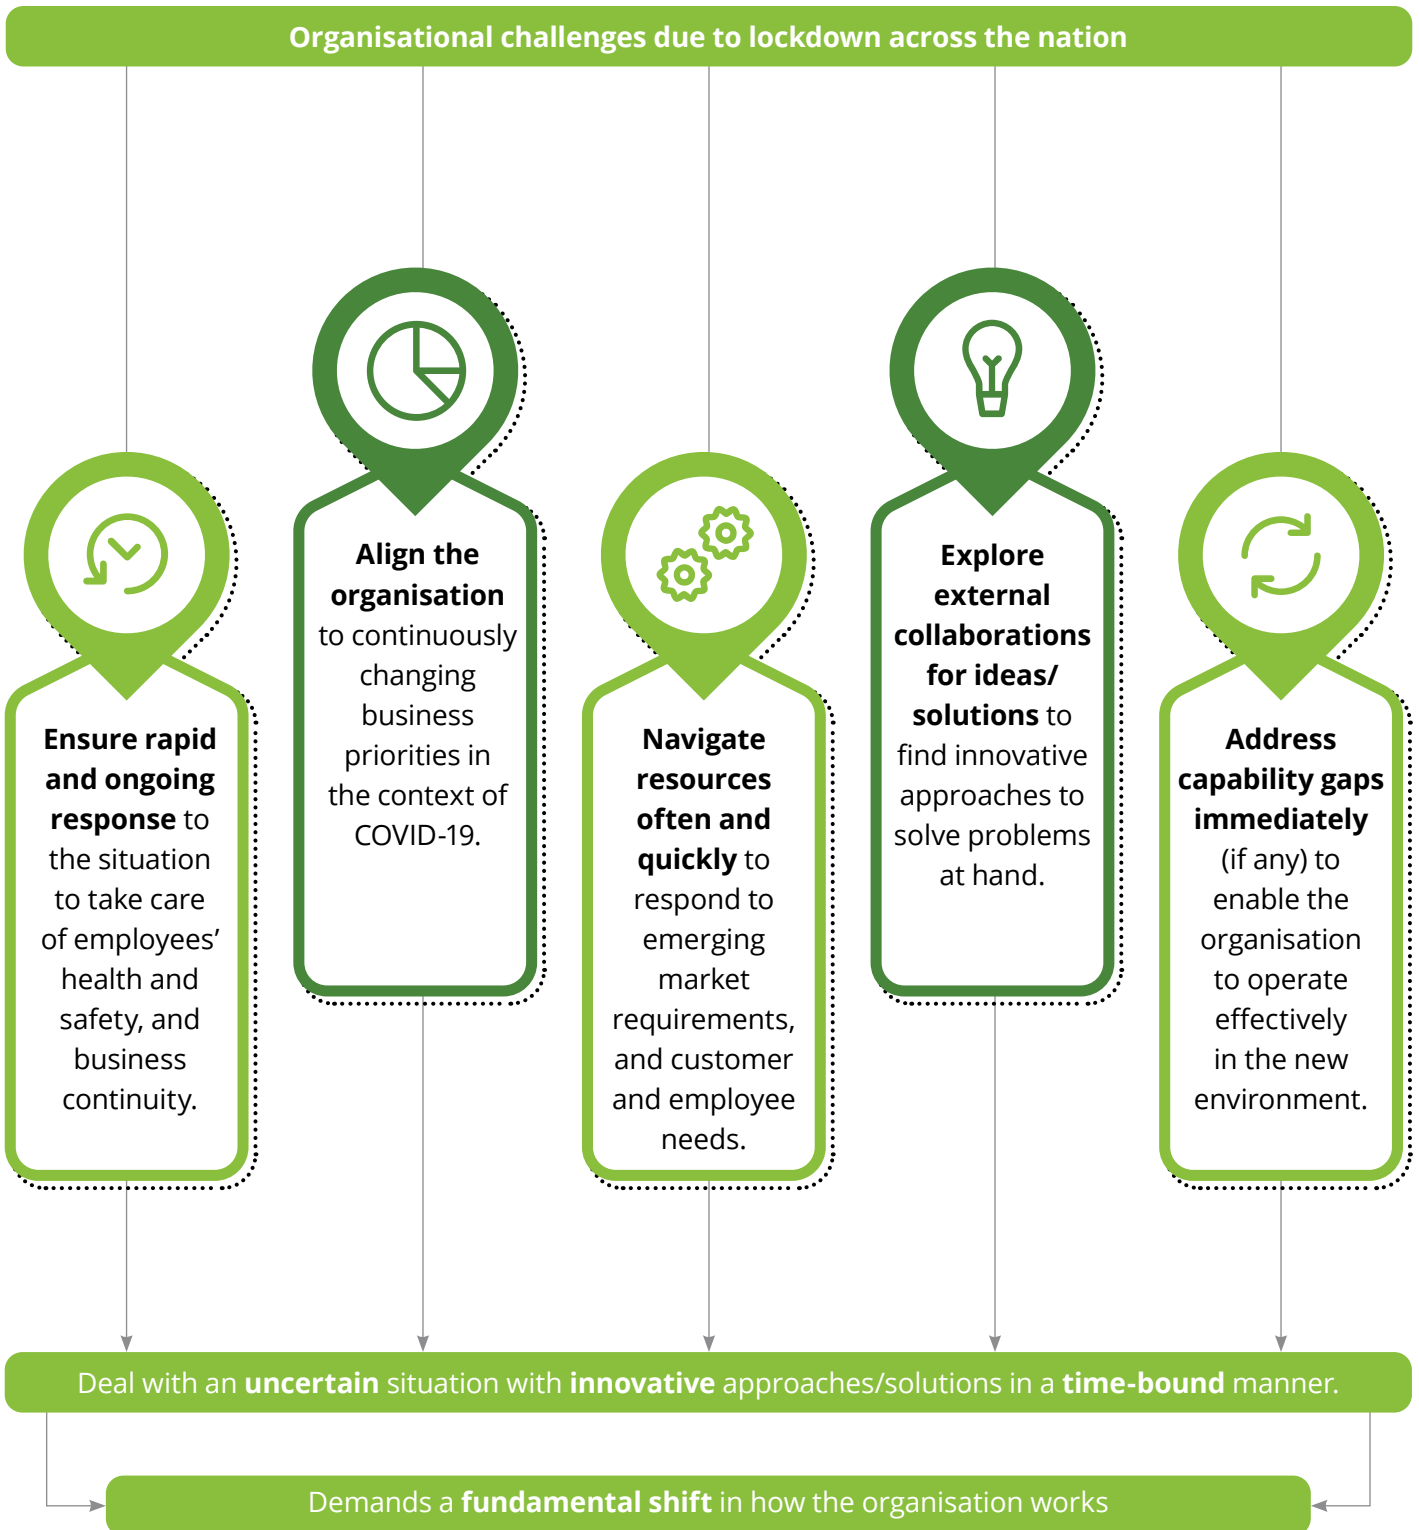 Organisational challenges due to lockdown across the nation
Ensure rapid
and ongoing
response to
the situation
to take care
of employees’
health and
safety, and
business
continuity.
Align the
organisation
to continuously
changing
business
priorities in
the context of
COVID-19.
Navigate
resources
often and
quickly to
respond to
emerging
market
requirements,
and customer
and employee
needs.
Explore
external
collaborations
for ideas/
solutions to
find innovative
approaches to
solve problems
at hand.
Address
capability gaps
immediately
(if any) to
enable the
organisation
to operate
effectively
in the new
environment.
Deal with an uncertain situation with innovative approaches/solutions in a time-bound manner.
Demands a fundamental shift in how the organisation works